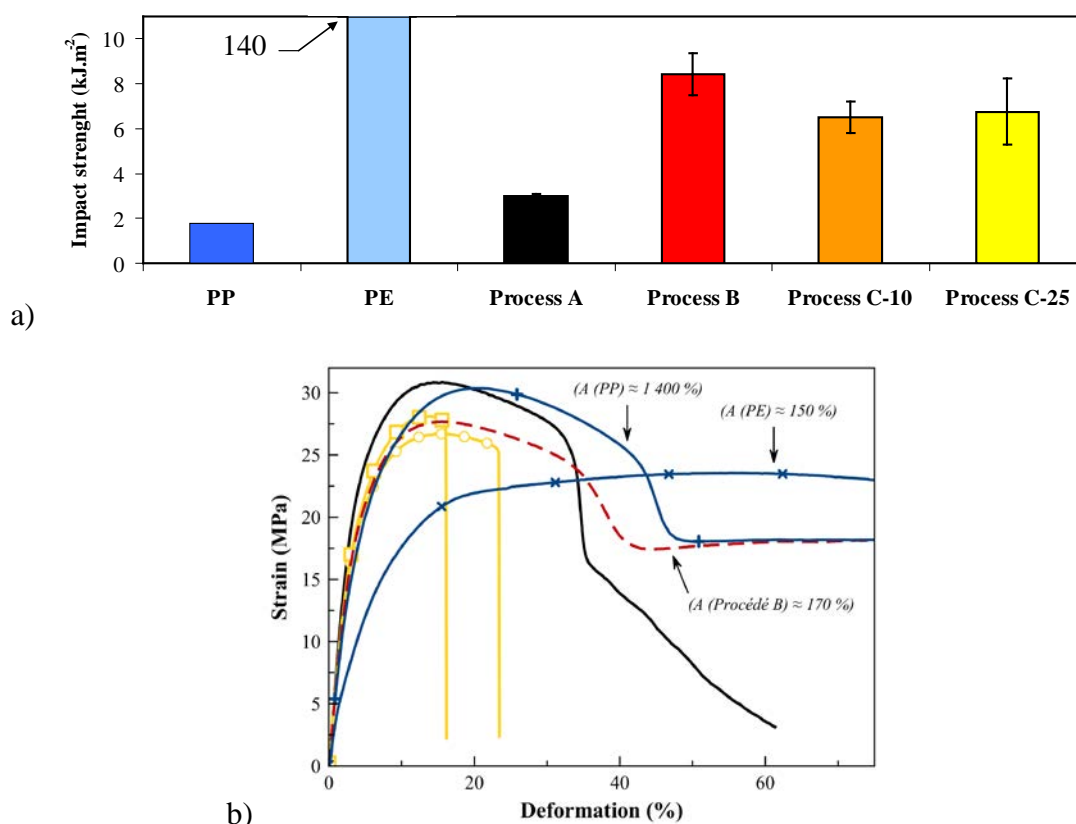 10
140
8
6
4
2
0
Impact strenght (kJ.m-²)
PP PE Process A Process B Process C-10 Process C-25
a)
30
(A (PP) ≈ 1 400 %)
(A (PE) ≈ 150 %)
25
20
15
(A (Procédé B) ≈ 170 %)
10
5
0
Strain (MPa)
0 20 40 60
Deformation (%)
b)